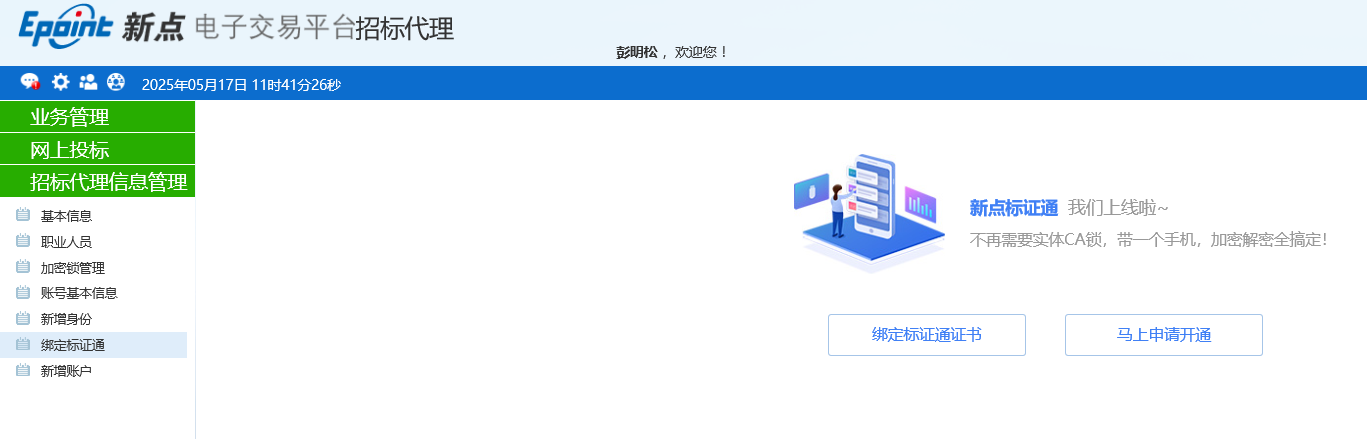 Epoint 新点 电子交易平台招标代理
彭明松 ，欢迎您！
2025年05月17日 11时41分26秒
业务管理
网上投标
招标代理信息管理
基本信息
职业人员
加密锁管理
账号基本信息
新增身份
绑定标证通
新增账户
新点标证通 我们上线啦~
不再需要实体CA锁，带一个手机，加密解密全搞定！
绑定标证通证书
马上申请开通